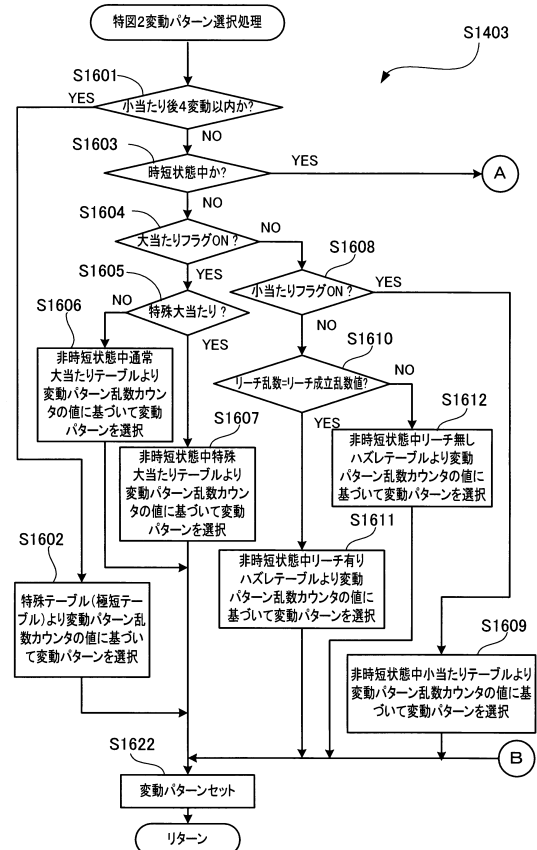 特図2変動パターン選択処理
S1403
S1601
小当たり後4変動以内か?
YES
NO
S1603
時短状態中か?
YES
A
NO
S1604
大当たりフラグON?
NO
YES
S1608
小当たりフラグON?
YES
NO
S1605
特殊大当たり?
NO
YES
S1606
非時短状態中通常
大当たりテーブルより
変動パターン乱数カウン
タの値に基づいて変動
パターンを選択
S1610
リーチ乱数=リーチ成立乱数値?
NO
YES
S1607
非時短状態中特殊
大当たりテーブルより
変動パターン乱数カウン
タの値に基づいて変動
パターンを選択
S1612
非時短状態中リーチ無し
ハズレテーブルより変動
パターン乱数カウンタの値に
基づいて変動パターンを選択
S1611
非時短状態中リーチ有り
ハズレテーブルより変動
パターン乱数カウンタの値に
基づいて変動パターンを選択
S1602
特殊テーブル(極短テー
ブル)より変動パターン乱
数カウンタの値に基づい
て変動パターンを選択
S1609
非時短状態中小当たりテーブルより
変動パターン乱数カウンタの値に基
づいて変動パターンを選択
B
S1622
変動パターンセット
リターン